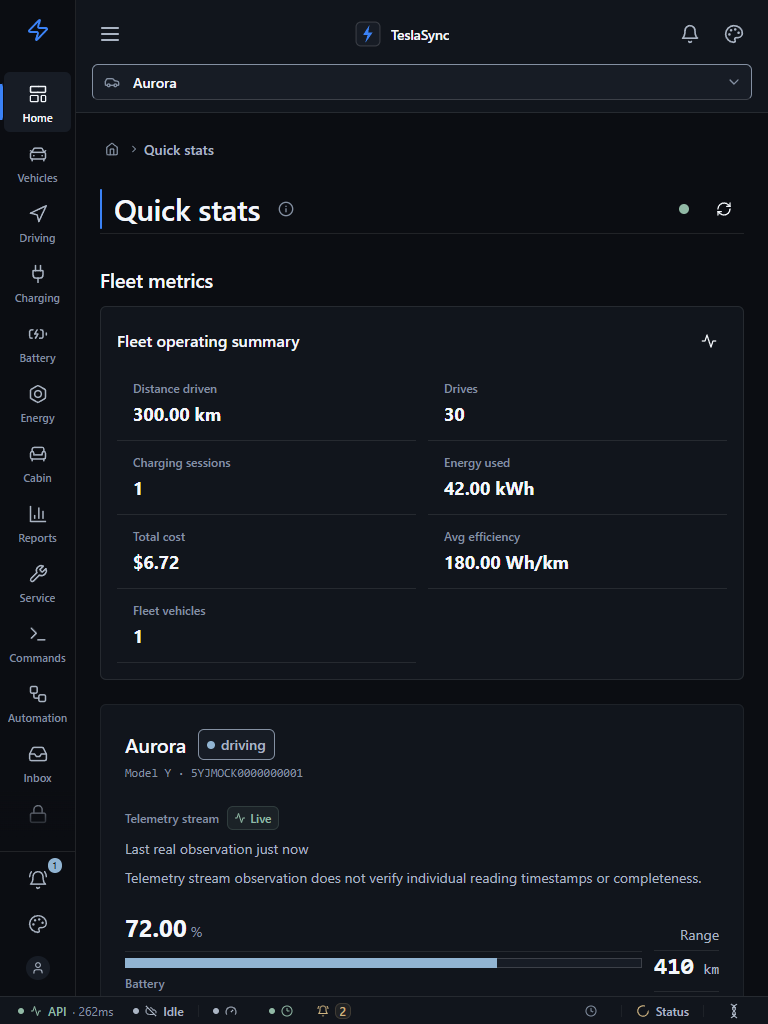 TeslaSync
Aurora
Home
Vehicles
Driving
Charging
Battery
Energy
Cabin
Reports
Service
Commands
Automation
Inbox
1
Quick stats
Quick stats
Fleet metrics
Fleet operating summary
Distance driven
300.00 km
Drives
30
Charging sessions
1
Energy used
42.00 kWh
Total cost
$6.72
Avg efficiency
180.00 Wh/km
Fleet vehicles
1
Aurora driving
Model Y · 5YJMOCK0000000001
Telemetry stream Live
Last real observation just now
Telemetry stream observation does not verify individual reading timestamps or completeness.
72.00 %
Battery
Range
410 km
API · 262ms Idle 2 Status